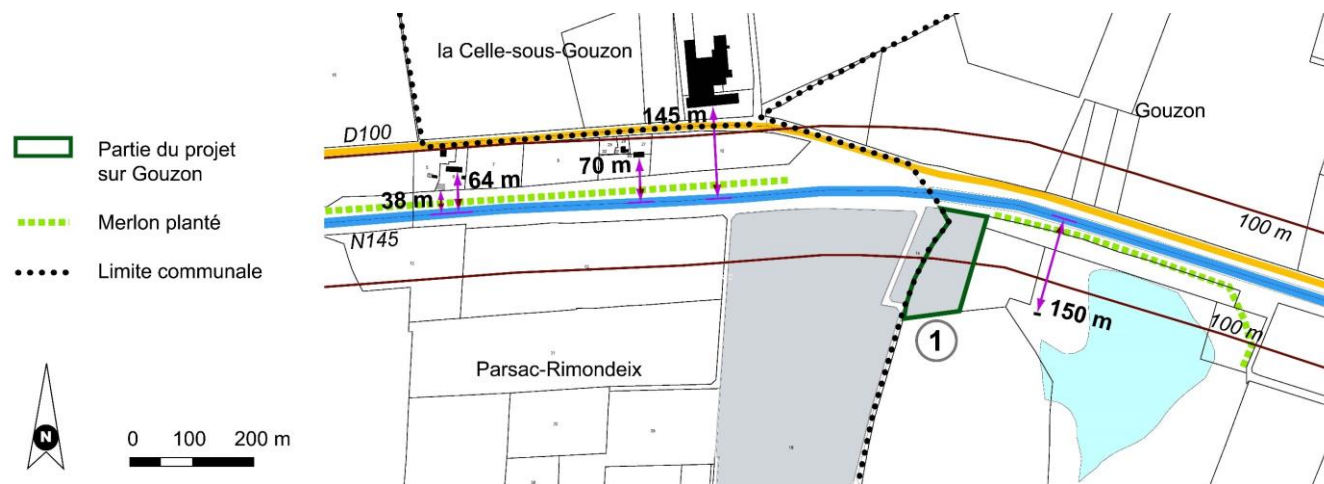 la Celle-sous-Gouzon
Gouzon
145 m
D100
70 m
64 m
38 m
N145
100 m
150 m
100 m
1
Parsac-Rimondeix
Partie du projet
sur Gouzon
Merlon planté
Limite communale
N
0 100 200 m